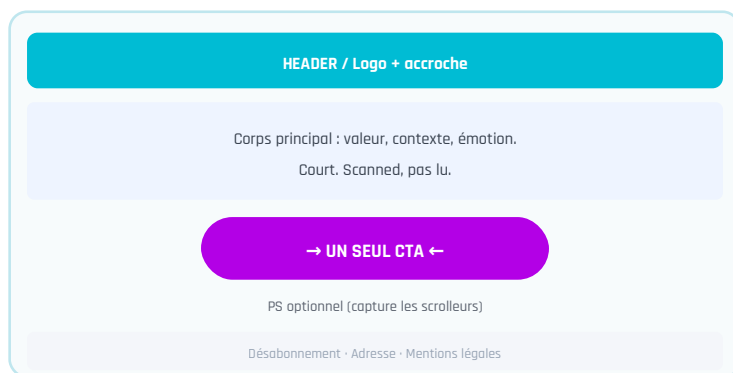 HEADER / Logo + accroche
Corps principal : valeur, contexte, émotion.
Court. Scanned, pas lu.
→ UN SEUL CTA ←
PS optionnel (capture les scrolleurs)
Désabonnement · Adresse · Mentions légales